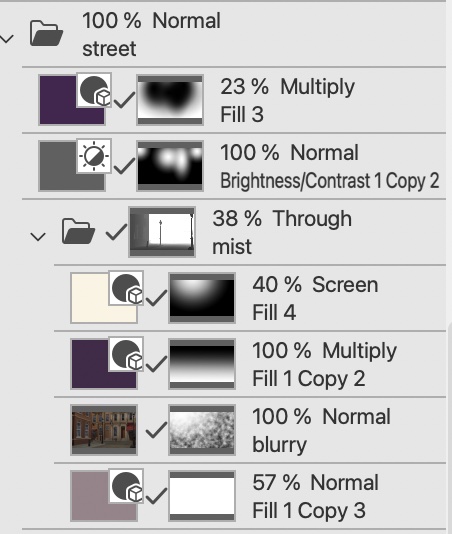 100 % Normal
street
23 % Multiply
Fill 3
100 % Normal
Brightness/Contrast 1 Copy 2
38 % Through
mist
40 % Screen
Fill 4
100 % Multiply
Fill 1 Copy 2
100 % Normal
blurry
57 % Normal
Fill 1 Copy 3